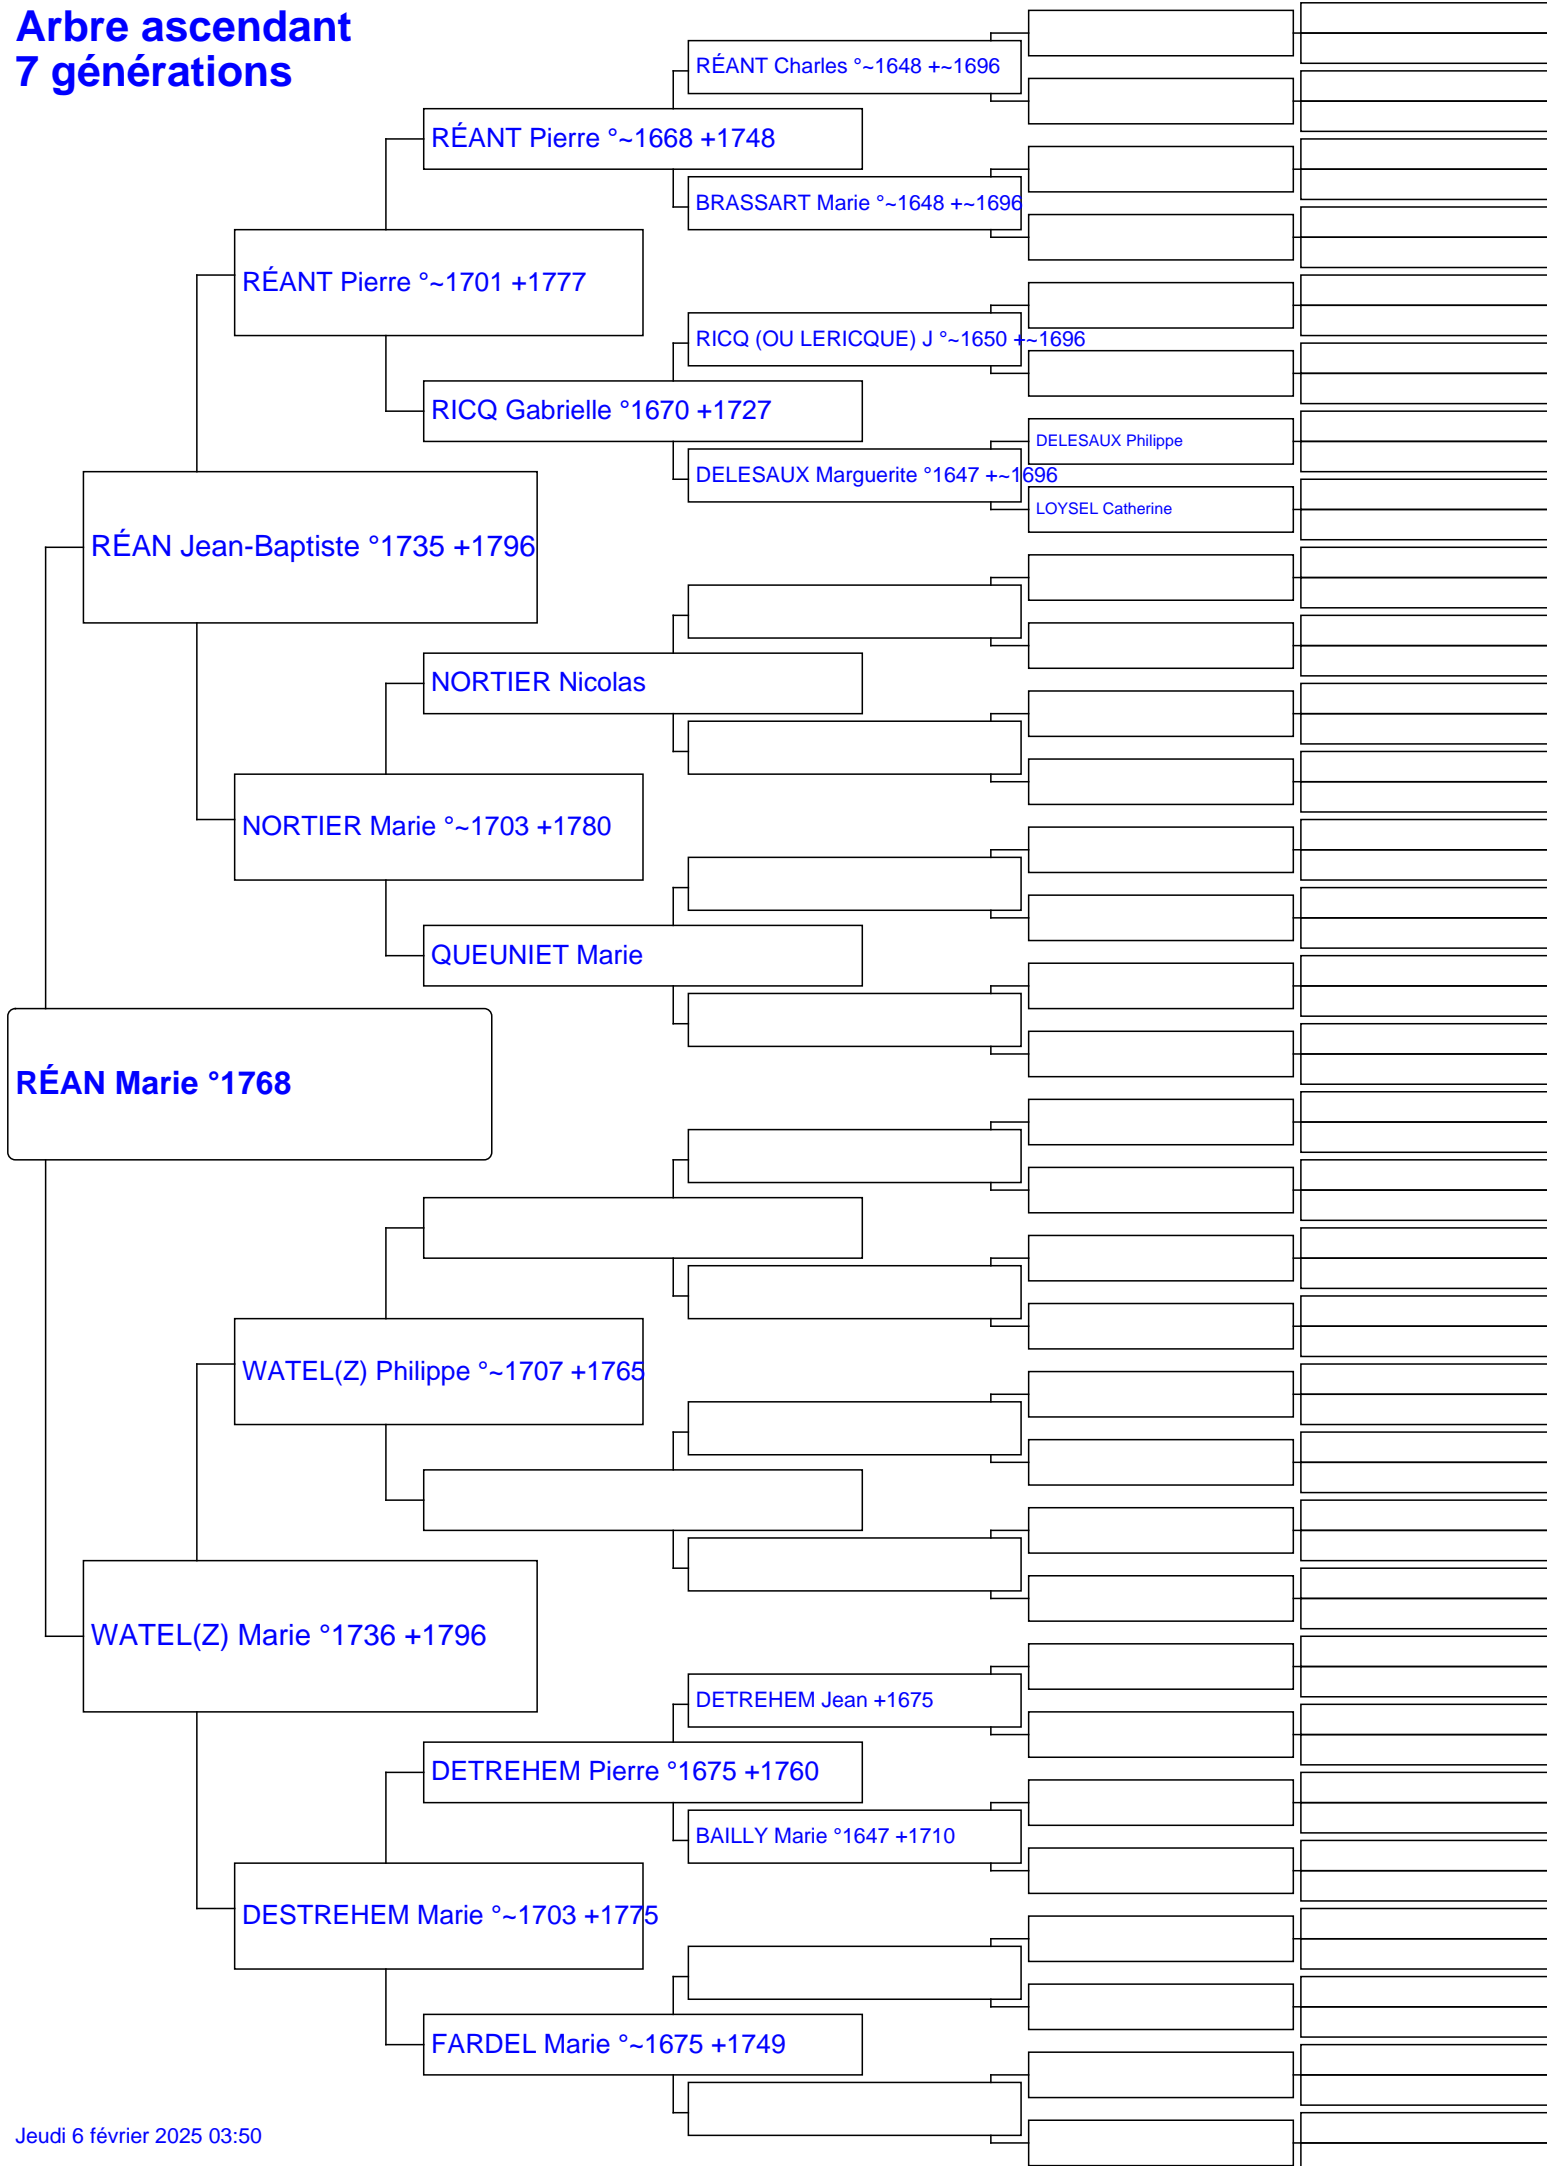 Arbre ascendant
7 générations
RÉANT Charles °~1648 +~1696
RÉANT Pierre °~1668 +1748
BRASSART Marie °~1648 +~1696
RÉANT Pierre °~1701 +1777
RICQ (OU LERICQUE) J °~1650 +~1696
RICQ Gabrielle °1670 +1727
DELESAUX Philippe
DELESAUX Marguerite °1647 +~1696
LOYSEL Catherine
RÉAN Jean-Baptiste °1735 +1796
NORTIER Nicolas
NORTIER Marie °~1703 +1780
QUEUNIET Marie
RÉAN Marie °1768
WATEL(Z) Philippe °~1707 +1765
WATEL(Z) Marie °1736 +1796
DETREHEM Jean +1675
DETREHEM Pierre °1675 +1760
BAILLY Marie °1647 +1710
DESTREHEM Marie °~1703 +1775
FARDEL Marie °~1675 +1749
Jeudi 6 février 2025 03:50